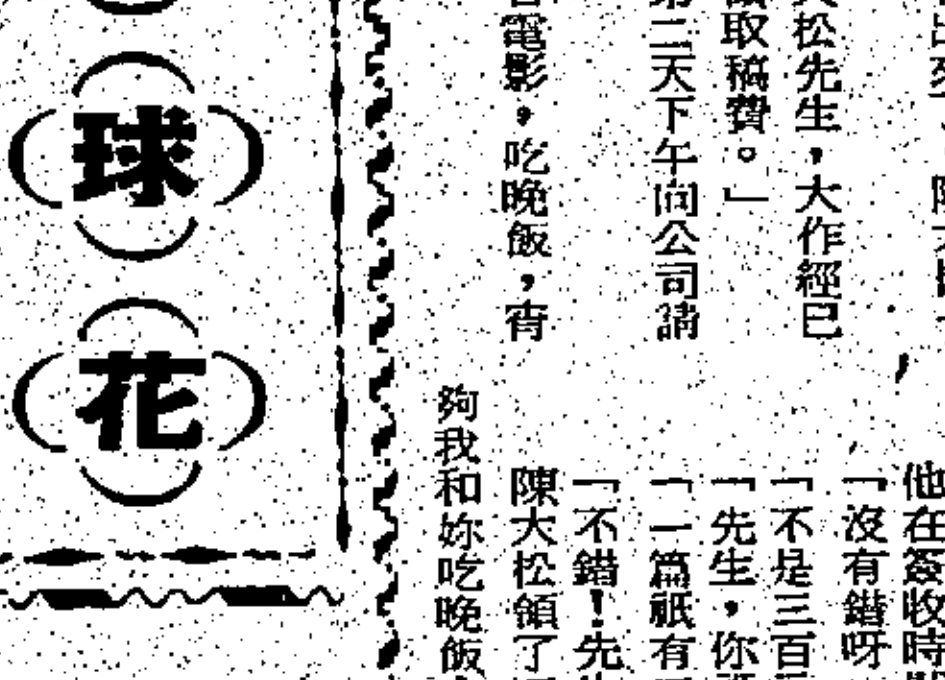 松先生，大作經已
取稿費。」
二天下午向公司請
電影，吃晚飯，宵
他在簽收時
「沒有錯呀
「不是三百
「先生，你
「一篇祇有
「不錯！先
陳大松領了
夠我和妳吃晚飯
球花